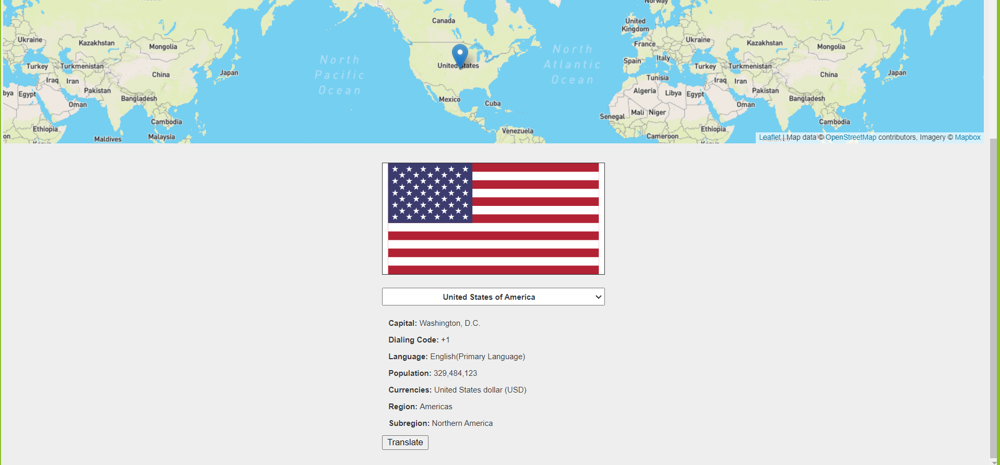 Norway
Canada
United
Kingdom
Ukraine
Kazakhstan
Mongolia
France
Ukraine
Kazakhstan
Mongolia
North
Pacific
Ocean
North
Atlantic
Ocean
United States
Spain
Italy
Turkey
Turkmenistan
Japan
China
Turkey
Turkmenistan
Japan
China
Iraq
Iran
Tunisia
Iraq
Iran
Pakistan
Algeria
Libya
Egypt
Pakistan
bya
Egypt
Bangladesh
Mexico
Bangladesh
Oman
Cuba
Oman
Mali
Niger
Senegal
Cambodia
Cambodia
Ethiopia
Venezuela
Ethiopia
on
Maldives
Malaysia
Cameroon
Leaflet | Map data © OpenStreetMap contributors, Imagery © Mapbox
United States of America
Capital: Washington, D.C.
Dialing Code: +1
Language: English(Primary Language)
Population: 329,484,123
Currencies: United States dollar (USD)
Region: Americas
Subregion: Northern America
Translate